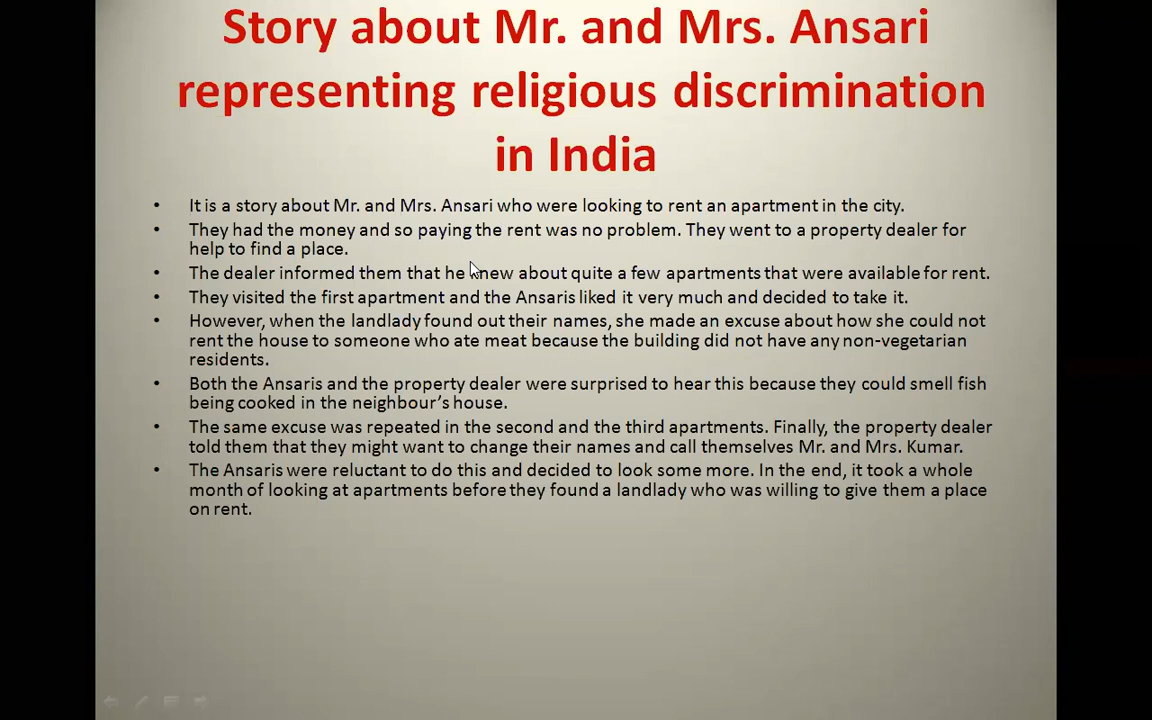 Story about Mr. and Mrs. Ansari
representing religious discrimination
in India
• It is a story about Mr. and Mrs. Ansari who were looking to rent an apartment in the city.
• They had the money and so paying the rent was no problem. They went to a property dealer for
help to find a place.
• The dealer informed them that he knew about quite a few apartments that were available for rent.
• They visited the first apartment and the Ansaris liked it very much and decided to take it.
• However, when the landlady found out their names, she made an excuse about how she could not
rent the house to someone who ate meat because the building did not have any non-vegetarian
residents.
• Both the Ansaris and the property dealer were surprised to hear this because they could smell fish
being cooked in the neighbour's house.
• The same excuse was repeated in the second and the third apartments. Finally, the property dealer
told them that they might want to change their names and call themselves Mr. and Mrs. Kumar.
• The Ansaris were reluctant to do this and decided to look some more. In the end, it took a whole
month of looking at apartments before they found a landlady who was willing to give them a place
on rent.